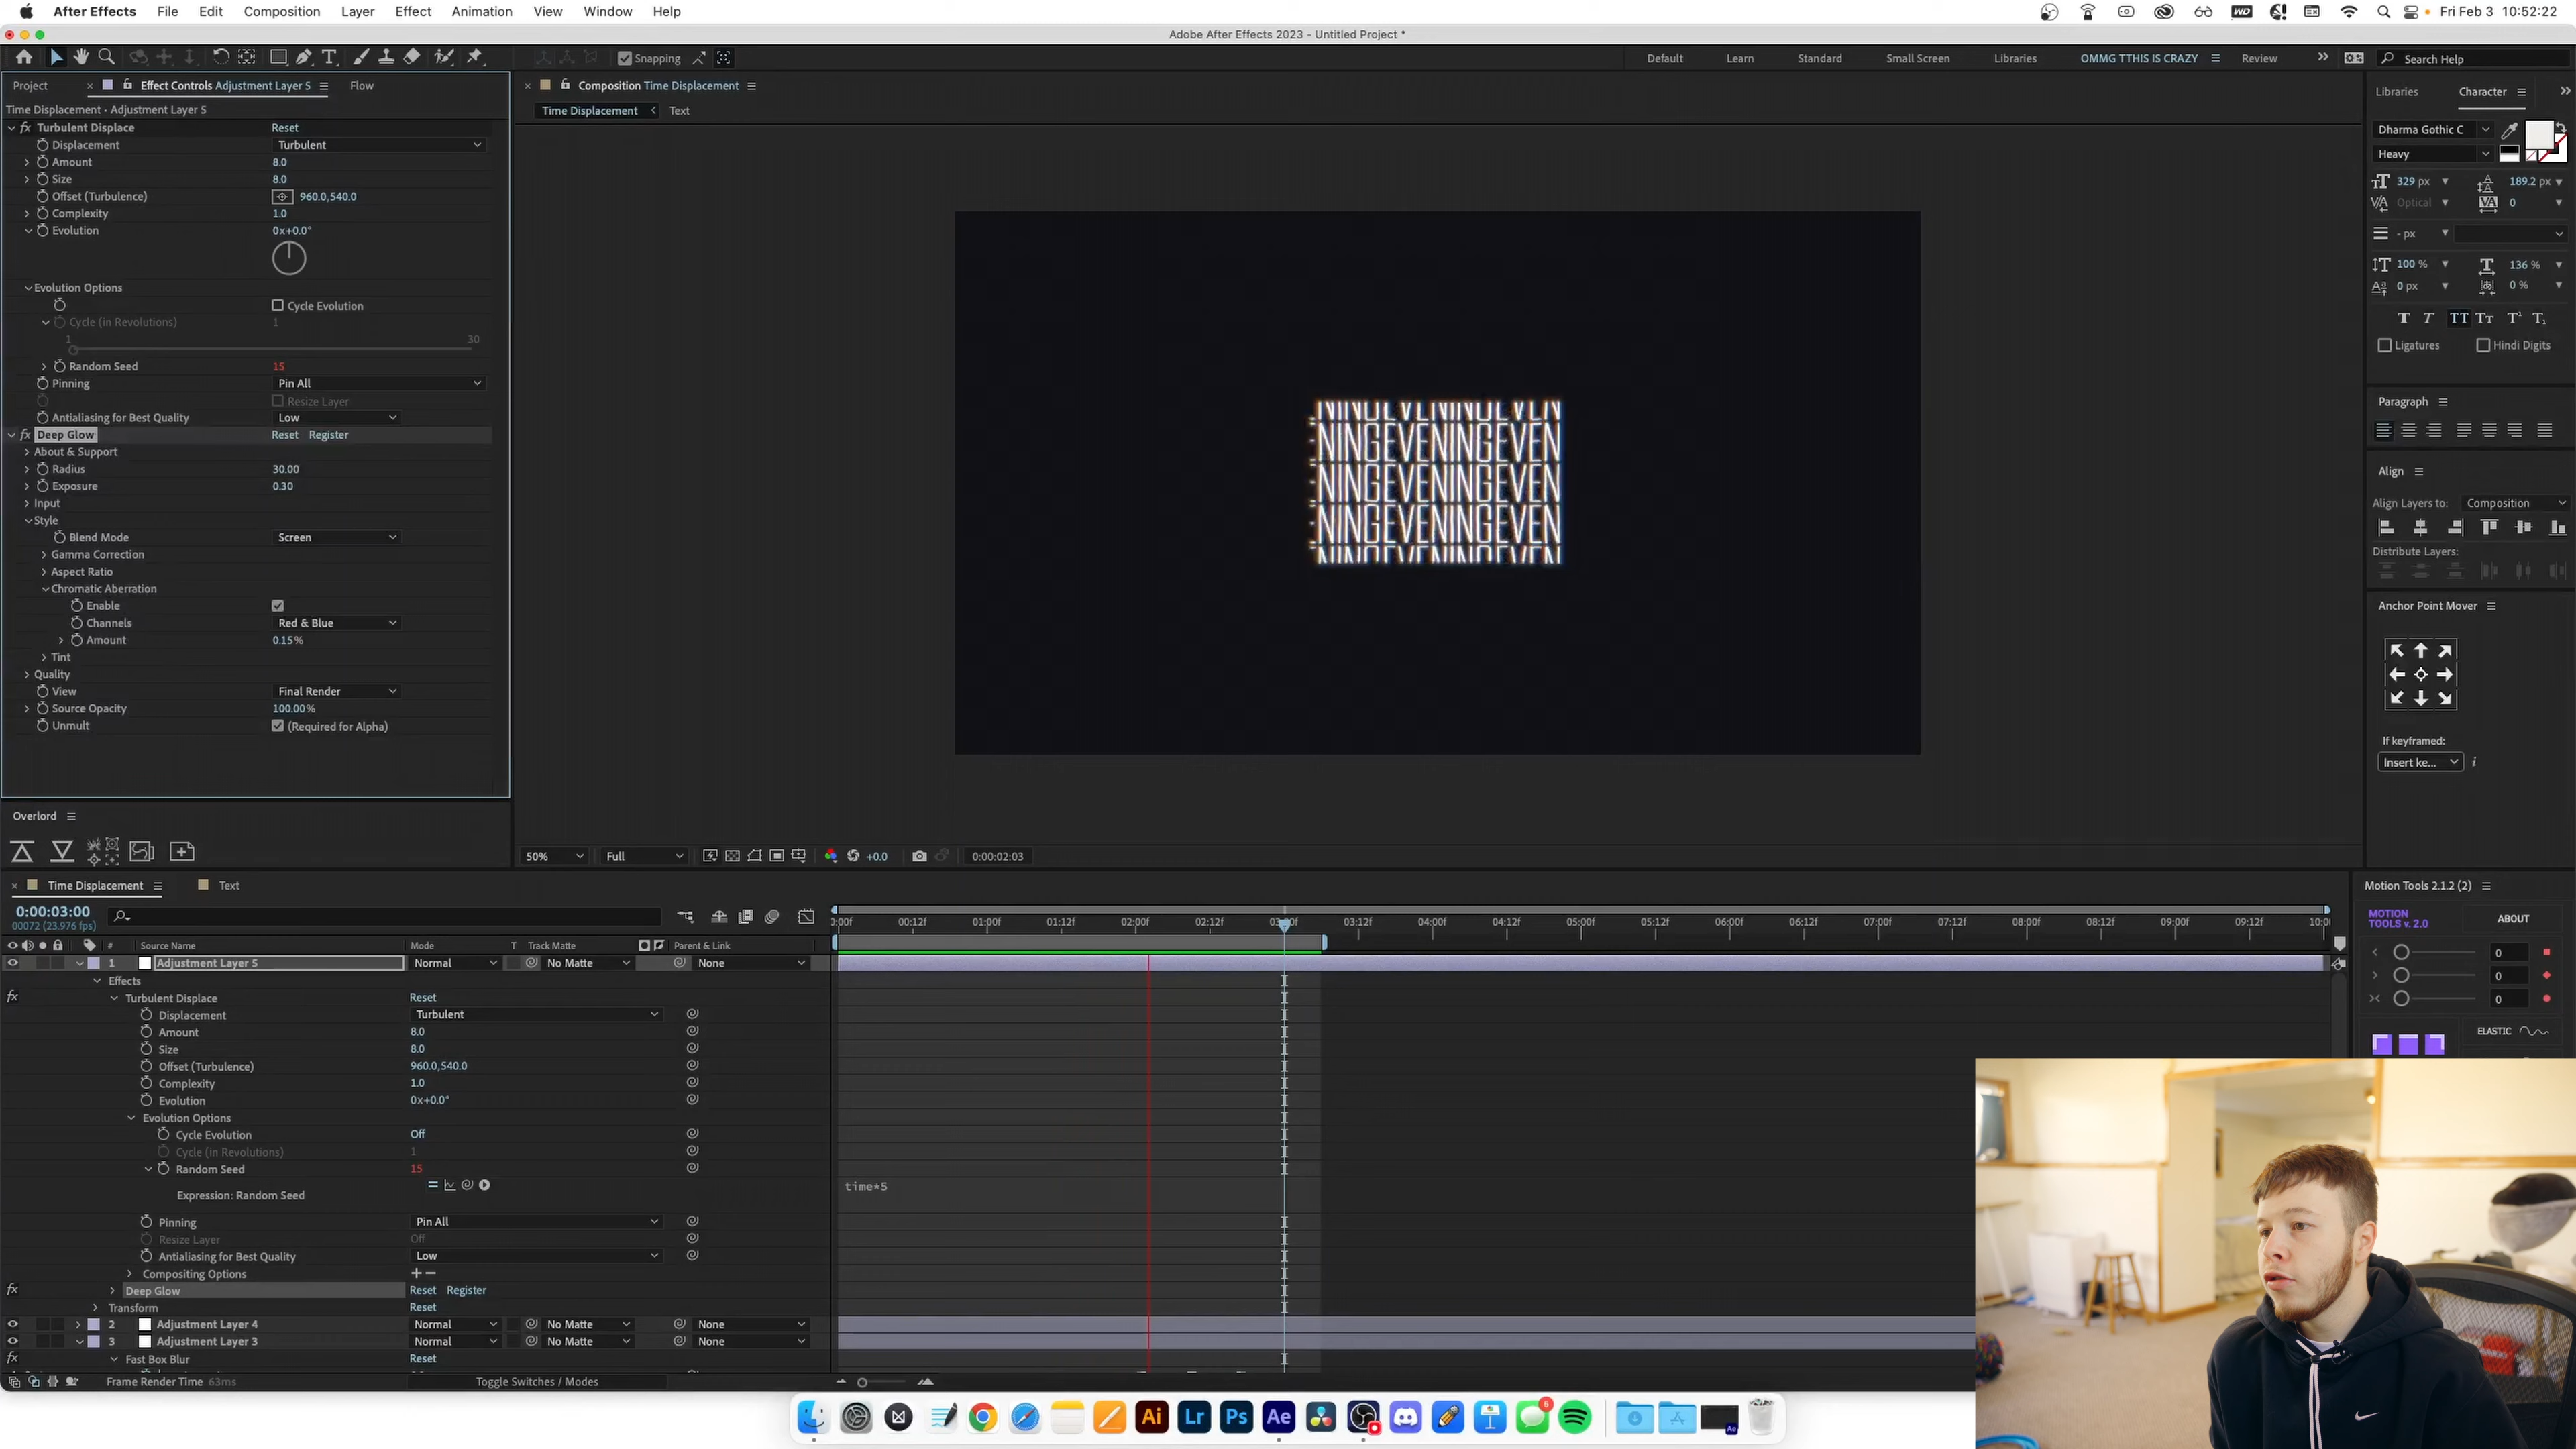 After Effects File Edit Composition Layer Effect Animation View Window Help Fri Feb 3 10:52:22
Adobe After Effects 2023 - Untitled Project *
Snapping Default Learn Standard Small Screen Libraries OMMG TTHIS IS CRAZY Review Search Help
Project Effect Controls Adjustment Layer 5 Flow
Time Displacement • Adjustment Layer 5
Turbulent Displace Reset
Displacement Turbulent
Amount 8.0
Size 8.0
Offset (Turbulence) 960.0,540.0
Complexity 1.0
Evolution 0x+0.0°
Evolution Options
Cycle Evolution
Cycle (in Revolutions) 1
1 30
Random Seed 15
Pinning Pin All
Resize Layer
Antialiasing for Best Quality Low
Deep Glow Reset Register
About & Support
Radius 30.00
Exposure 0.30
Input
Style
Blend Mode Screen
Gamma Correction
Aspect Ratio
Chromatic Aberration
Enable
Channels Red & Blue
Amount 0.15%
Tint
Quality
View Final Render
Source Opacity 100.00%
Unmult (Required for Alpha)
Overlord
Composition Time Displacement
Time Displacement Text
NINGEVENINGEVEN
NINGEVENINGEVEN
NINGEVENINGEVEN
NINGEVENINGEVEN
NINGEVENINGEVEN
50% Full +0.0 0:00:02:03
Libraries Character
Dharma Gothic C
Heavy
329 px 189.2 px
Optical 0
- px
100 % 136 %
0 px 0 %
T T TT Tt T¹ T₁
Ligatures Hindi Digits
Paragraph
Align
Align Layers to: Composition
Distribute Layers:
Anchor Point Mover
If keyframed:
Insert ke... i
Time Displacement Text
0:00:03:00
00072 (23.976 fps)
0:00f 00:12f 01:00f 01:12f 02:00f 02:12f 03:00f 03:12f 04:00f 04:12f 05:00f 05:12f 06:00f 06:12f 07:00f 07:12f 08:00f 08:12f 09:00f 09:12f 10:00
# Source Name Mode T Track Matte Parent & Link
1 Adjustment Layer 5 Normal No Matte None
Effects
fx Turbulent Displace Reset
Displacement Turbulent
Amount 8.0
Size 8.0
Offset (Turbulence) 960.0,540.0
Complexity 1.0
Evolution 0x+0.0°
Evolution Options
Cycle Evolution Off
Cycle (in Revolutions) 1
Random Seed 15
Expression: Random Seed time*5
Pinning Pin All
Resize Layer Off
Antialiasing for Best Quality Low
Compositing Options
fx Deep Glow Reset Register
Transform Reset
2 Adjustment Layer 4 Normal No Matte None
3 Adjustment Layer 3 Normal No Matte None
fx Fast Box Blur Reset
Frame Render Time 63ms Toggle Switches / Modes
Motion Tools 2.1.2 (2)
MOTION
TOOLS v. 2.0 ABOUT
0
0
0
ELASTIC
Ai Lr Ps Ae 6 Ae